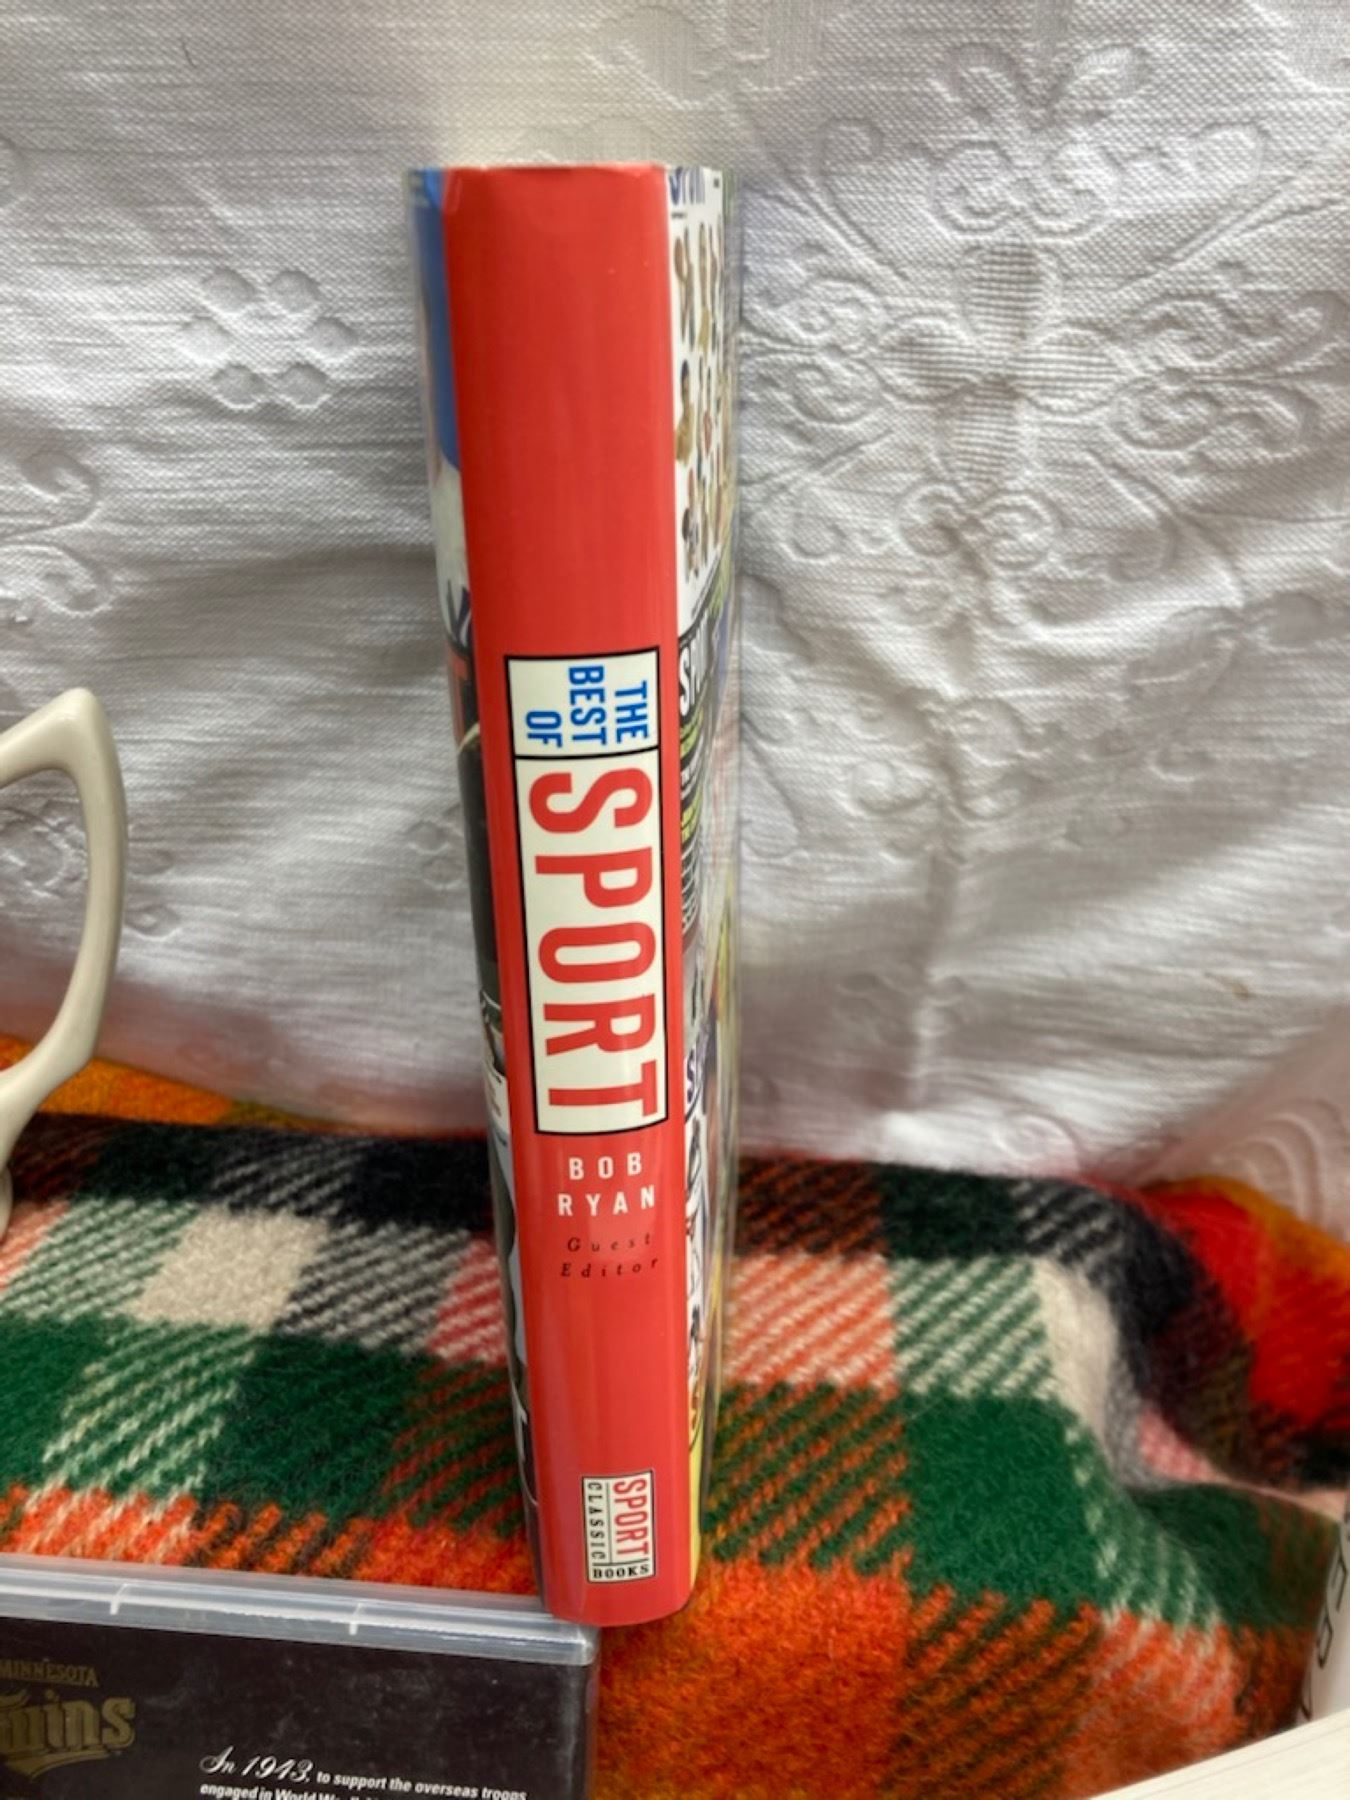 THE
BEST
OF
SPORT
BOB
RYAN
Guest
Editor
SPORT
CLASSIC
BOOKS
MINNESOTA
In 1943, to support the overseas troops
engaged in World